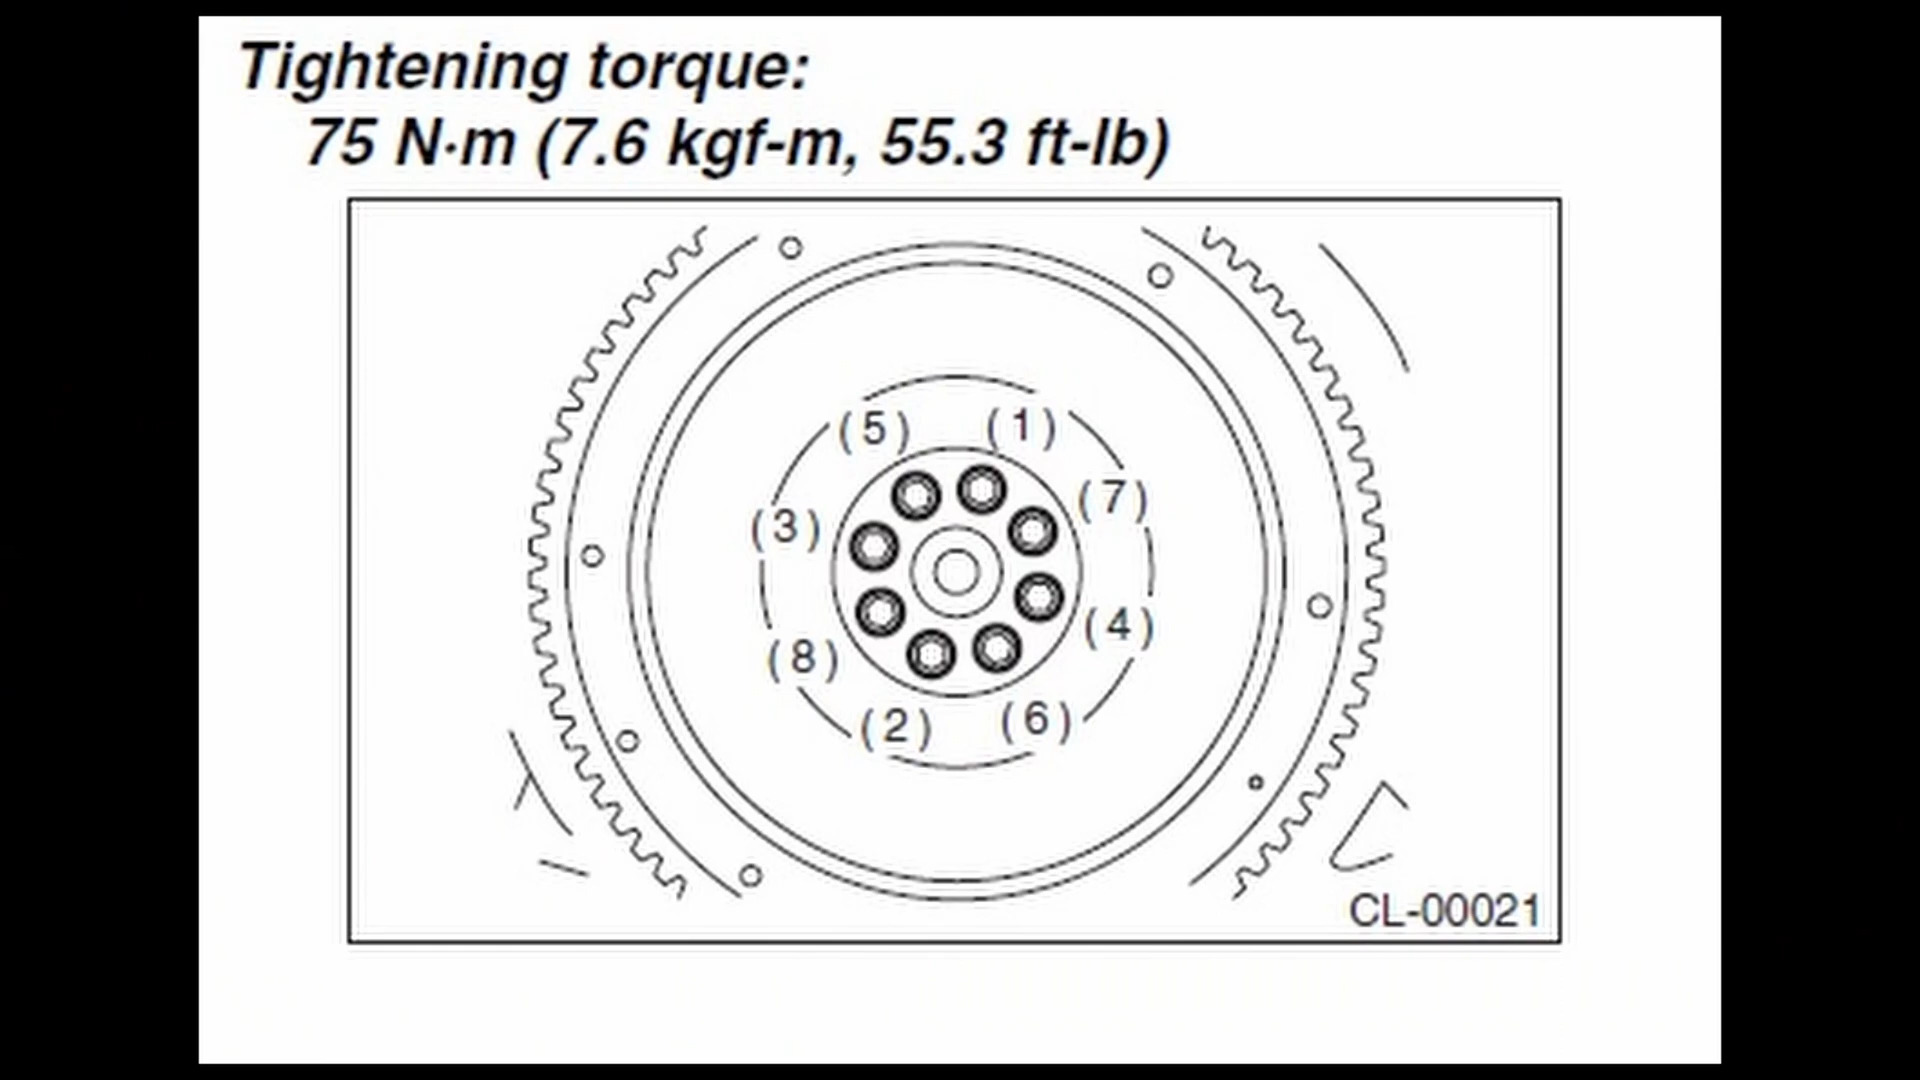 Tightening torque:
75 N·m (7.6 kgf-m, 55.3 ft-lb)
(5) (1)
(3) (7)
(8) (4)
(2) (6)
CL-00021